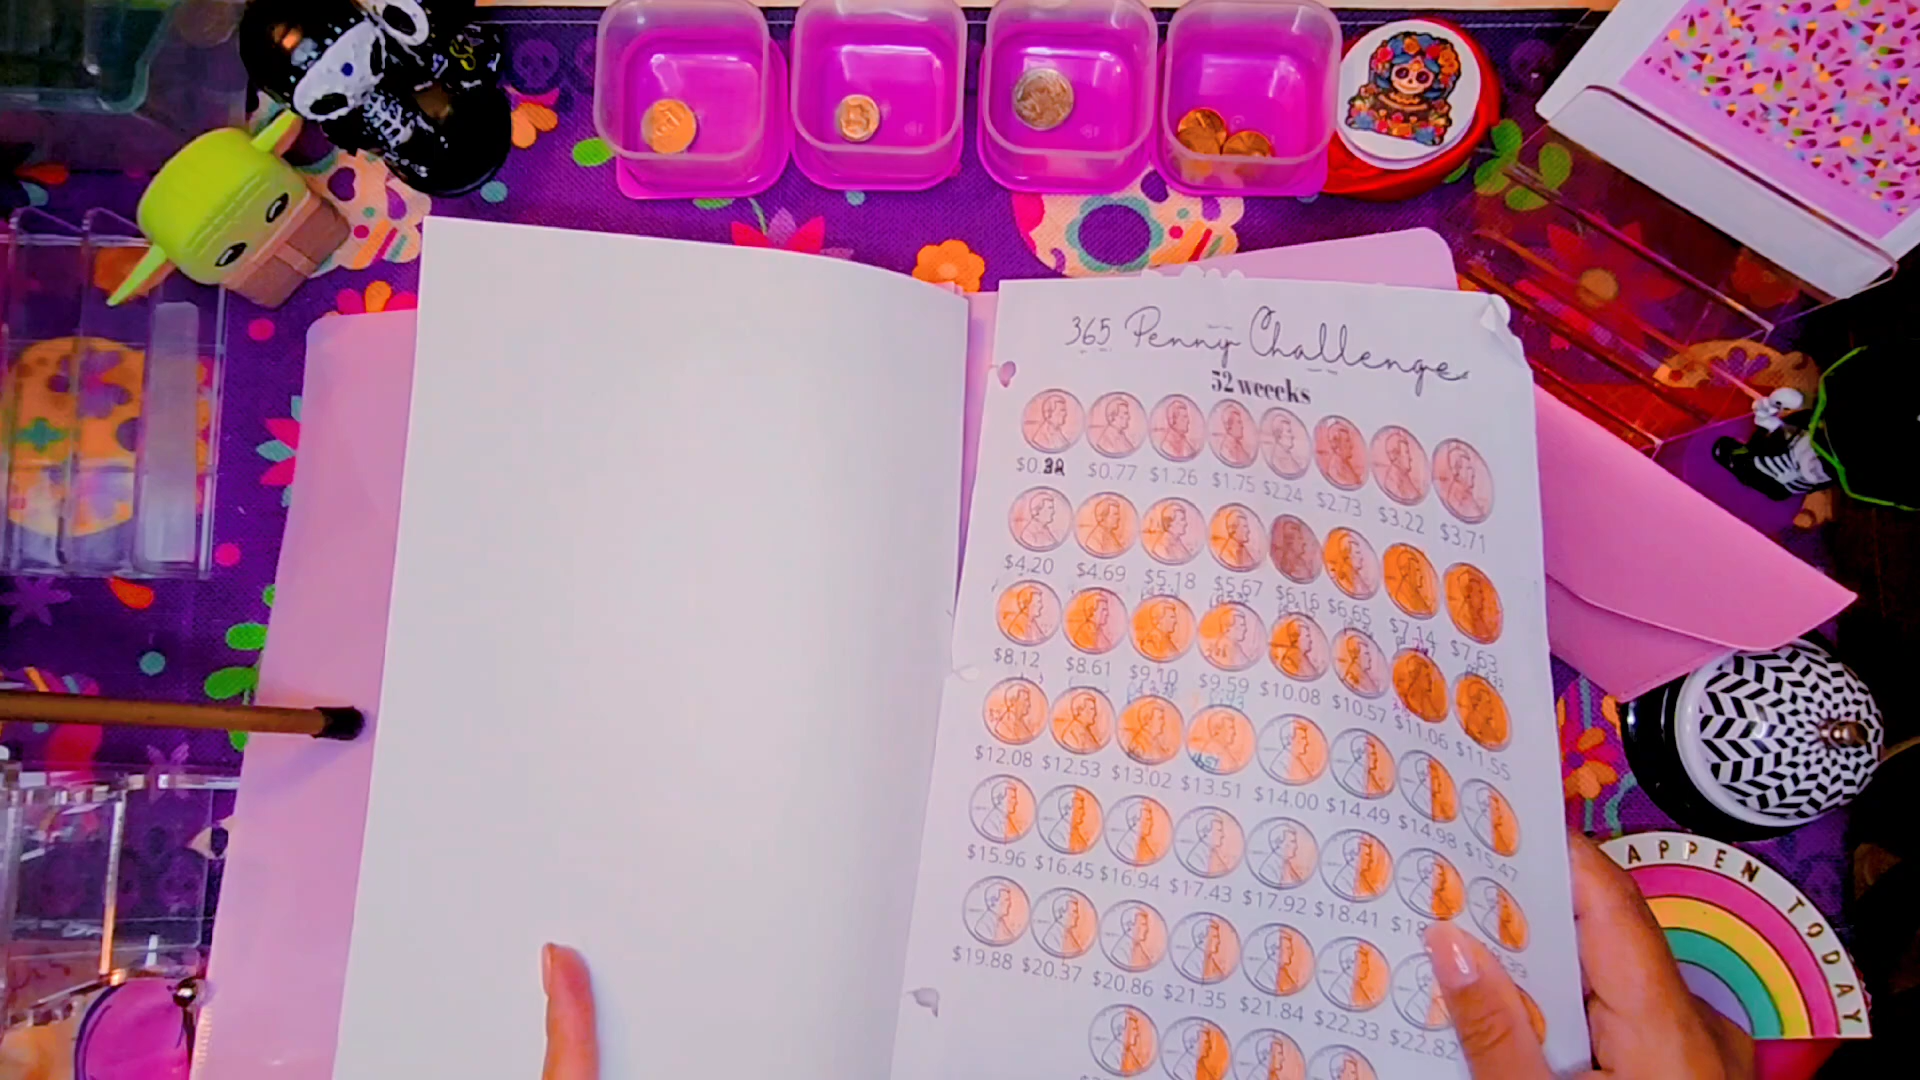 365 Penny Challenge
52 weeeks
$0.32 $0.77 $1.26 $1.75 $2.24 $2.73 $3.22 $3.71
$4.20 $4.69 $5.18 $5.67 $6.16 $6.65 $7.14 $7.63
$8.12 $8.61 $9.10 $9.59 $10.08 $10.57 $11.06 $11.55
$12.08 $12.53 $13.02 $13.51 $14.00 $14.49 $14.98 $15.47
$15.96 $16.45 $16.94 $17.43 $17.92 $18.41
$19.88 $20.37 $20.86 $21.35 $21.84 $22.33 $22.82
APPEN TODAY